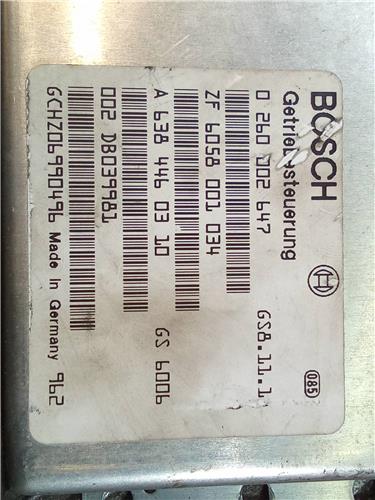 BOSCH
Getriebesteuerung
0 260 002 647 GS8.11.1
085
ZF 6058 001 034
A 638 446 03 10 GS 6006
002 DB039981
GCHZ06990496 Made in Germany 962